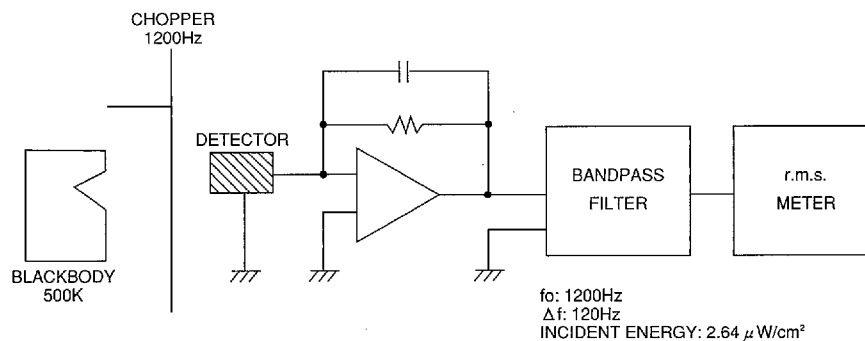 CHOPPER
1200Hz
DETECTOR
BLACKBODY
500K
BANDPASS
FILTER
r.m.s.
METER
fo: 1200Hz
Δf: 120Hz
INCIDENT ENERGY: 2.64 μW/cm²